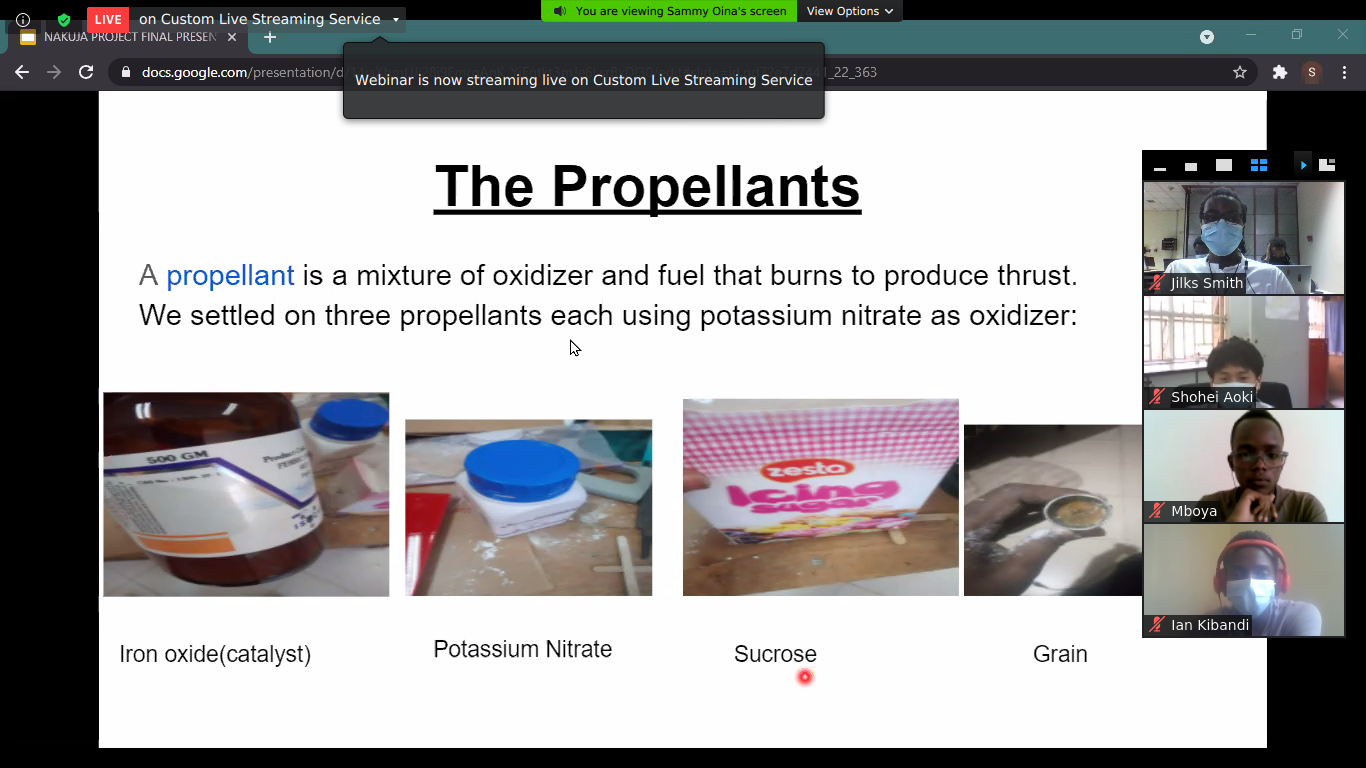 LIVE on Custom Live Streaming Service
You are viewing Sammy Oina's screen
View Options
NAKUJA PROJECT FINAL PRESEN
docs.google.com/presentation/d
_22_363
S
Webinar is now streaming live on Custom Live Streaming Service
The Propellants
A propellant is a mixture of oxidizer and fuel that burns to produce thrust.
We settled on three propellants each using potassium nitrate as oxidizer:
500 GM
zesta
Icing
sugar
Iron oxide(catalyst)
Potassium Nitrate
Sucrose
Grain
Jilks Smith
Shohei Aoki
Mboya
Ian Kibandi